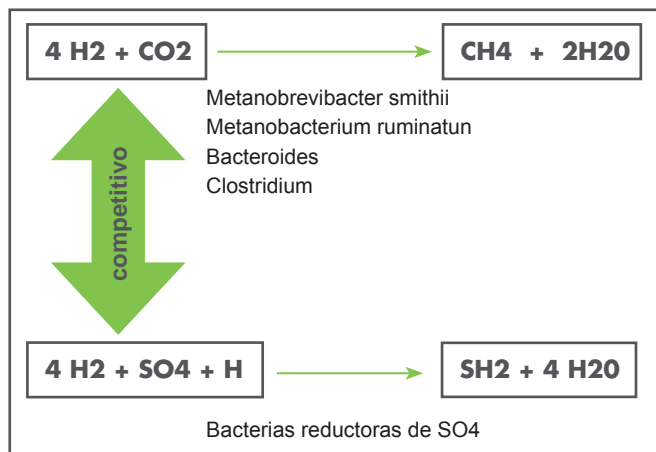 4 H2 + CO2
CH4 + 2H20
Metanobrevibacter smithii
Metanobacterium ruminatun
Bacteroides
Clostridium
competitivo
4 H2 + SO4 + H
SH2 + 4 H20
Bacterias reductoras de SO4